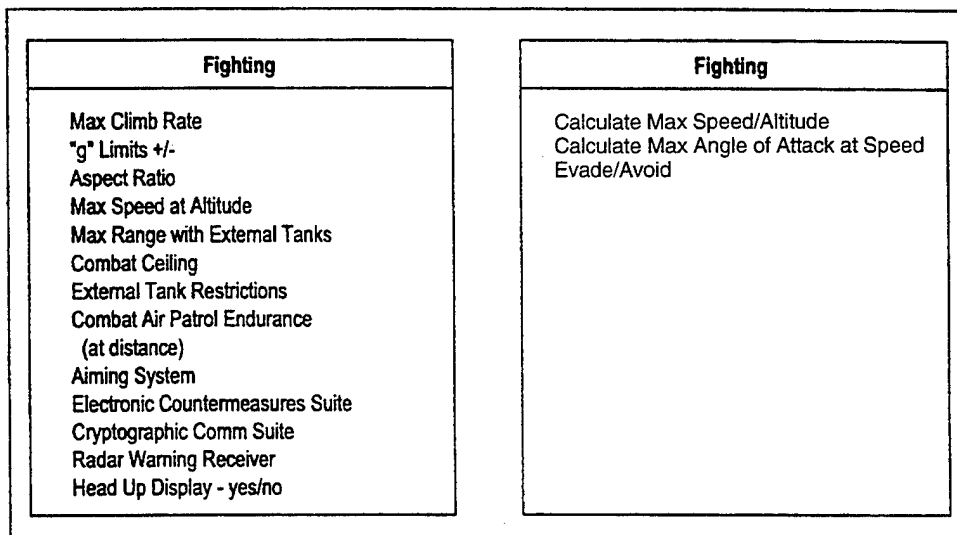 Fighting
Max Climb Rate
"g" Limits +/-
Aspect Ratio
Max Speed at Altitude
Max Range with External Tanks
Combat Ceiling
External Tank Restrictions
Combat Air Patrol Endurance
(at distance)
Aiming System
Electronic Countermeasures Suite
Cryptographic Comm Suite
Radar Warning Receiver
Head Up Display - yes/no
Fighting
Calculate Max Speed/Altitude
Calculate Max Angle of Attack at Speed
Evade/Avoid